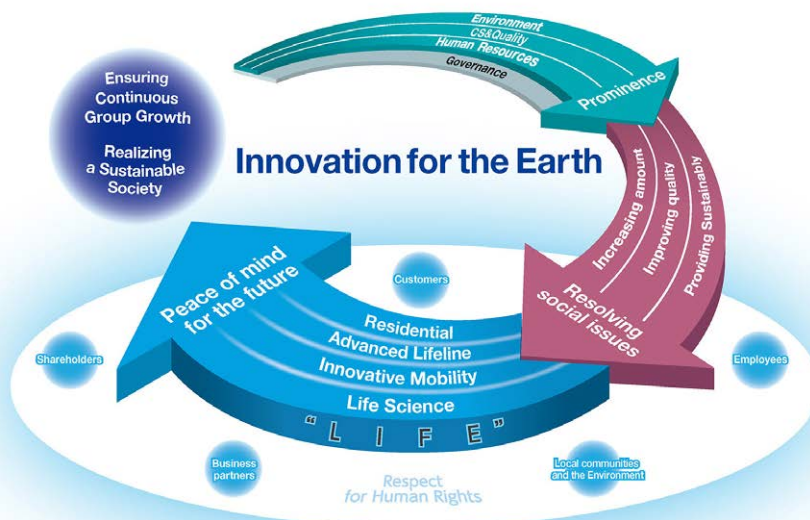 Ensuring
Continuous
Group Growth
Realizing
a Sustainable
Society
Environment
CS&Quality
Human Resources
Governance
Prominence
Innovation for the Earth
Increasing amount
Improving quality
Providing Sustainaby
Resolving
social issues
Peace of mind
for the future
Residential
Advanced Lifeline
Innovative Mobility
Life Science
"LIFE"
Customers
Shareholders
Employees
Business
partners
Local communities
and the Environment
Respect
for Human Rights